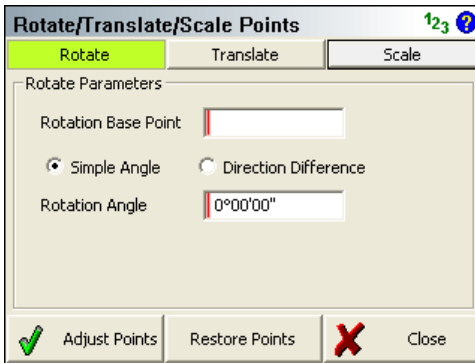 Rotate/Translate/Scale Points 123 ?
Rotate Translate Scale
Rotate Parameters
Rotation Base Point
Simple Angle Direction Difference
Rotation Angle 0°00'00"
Adjust Points Restore Points Close